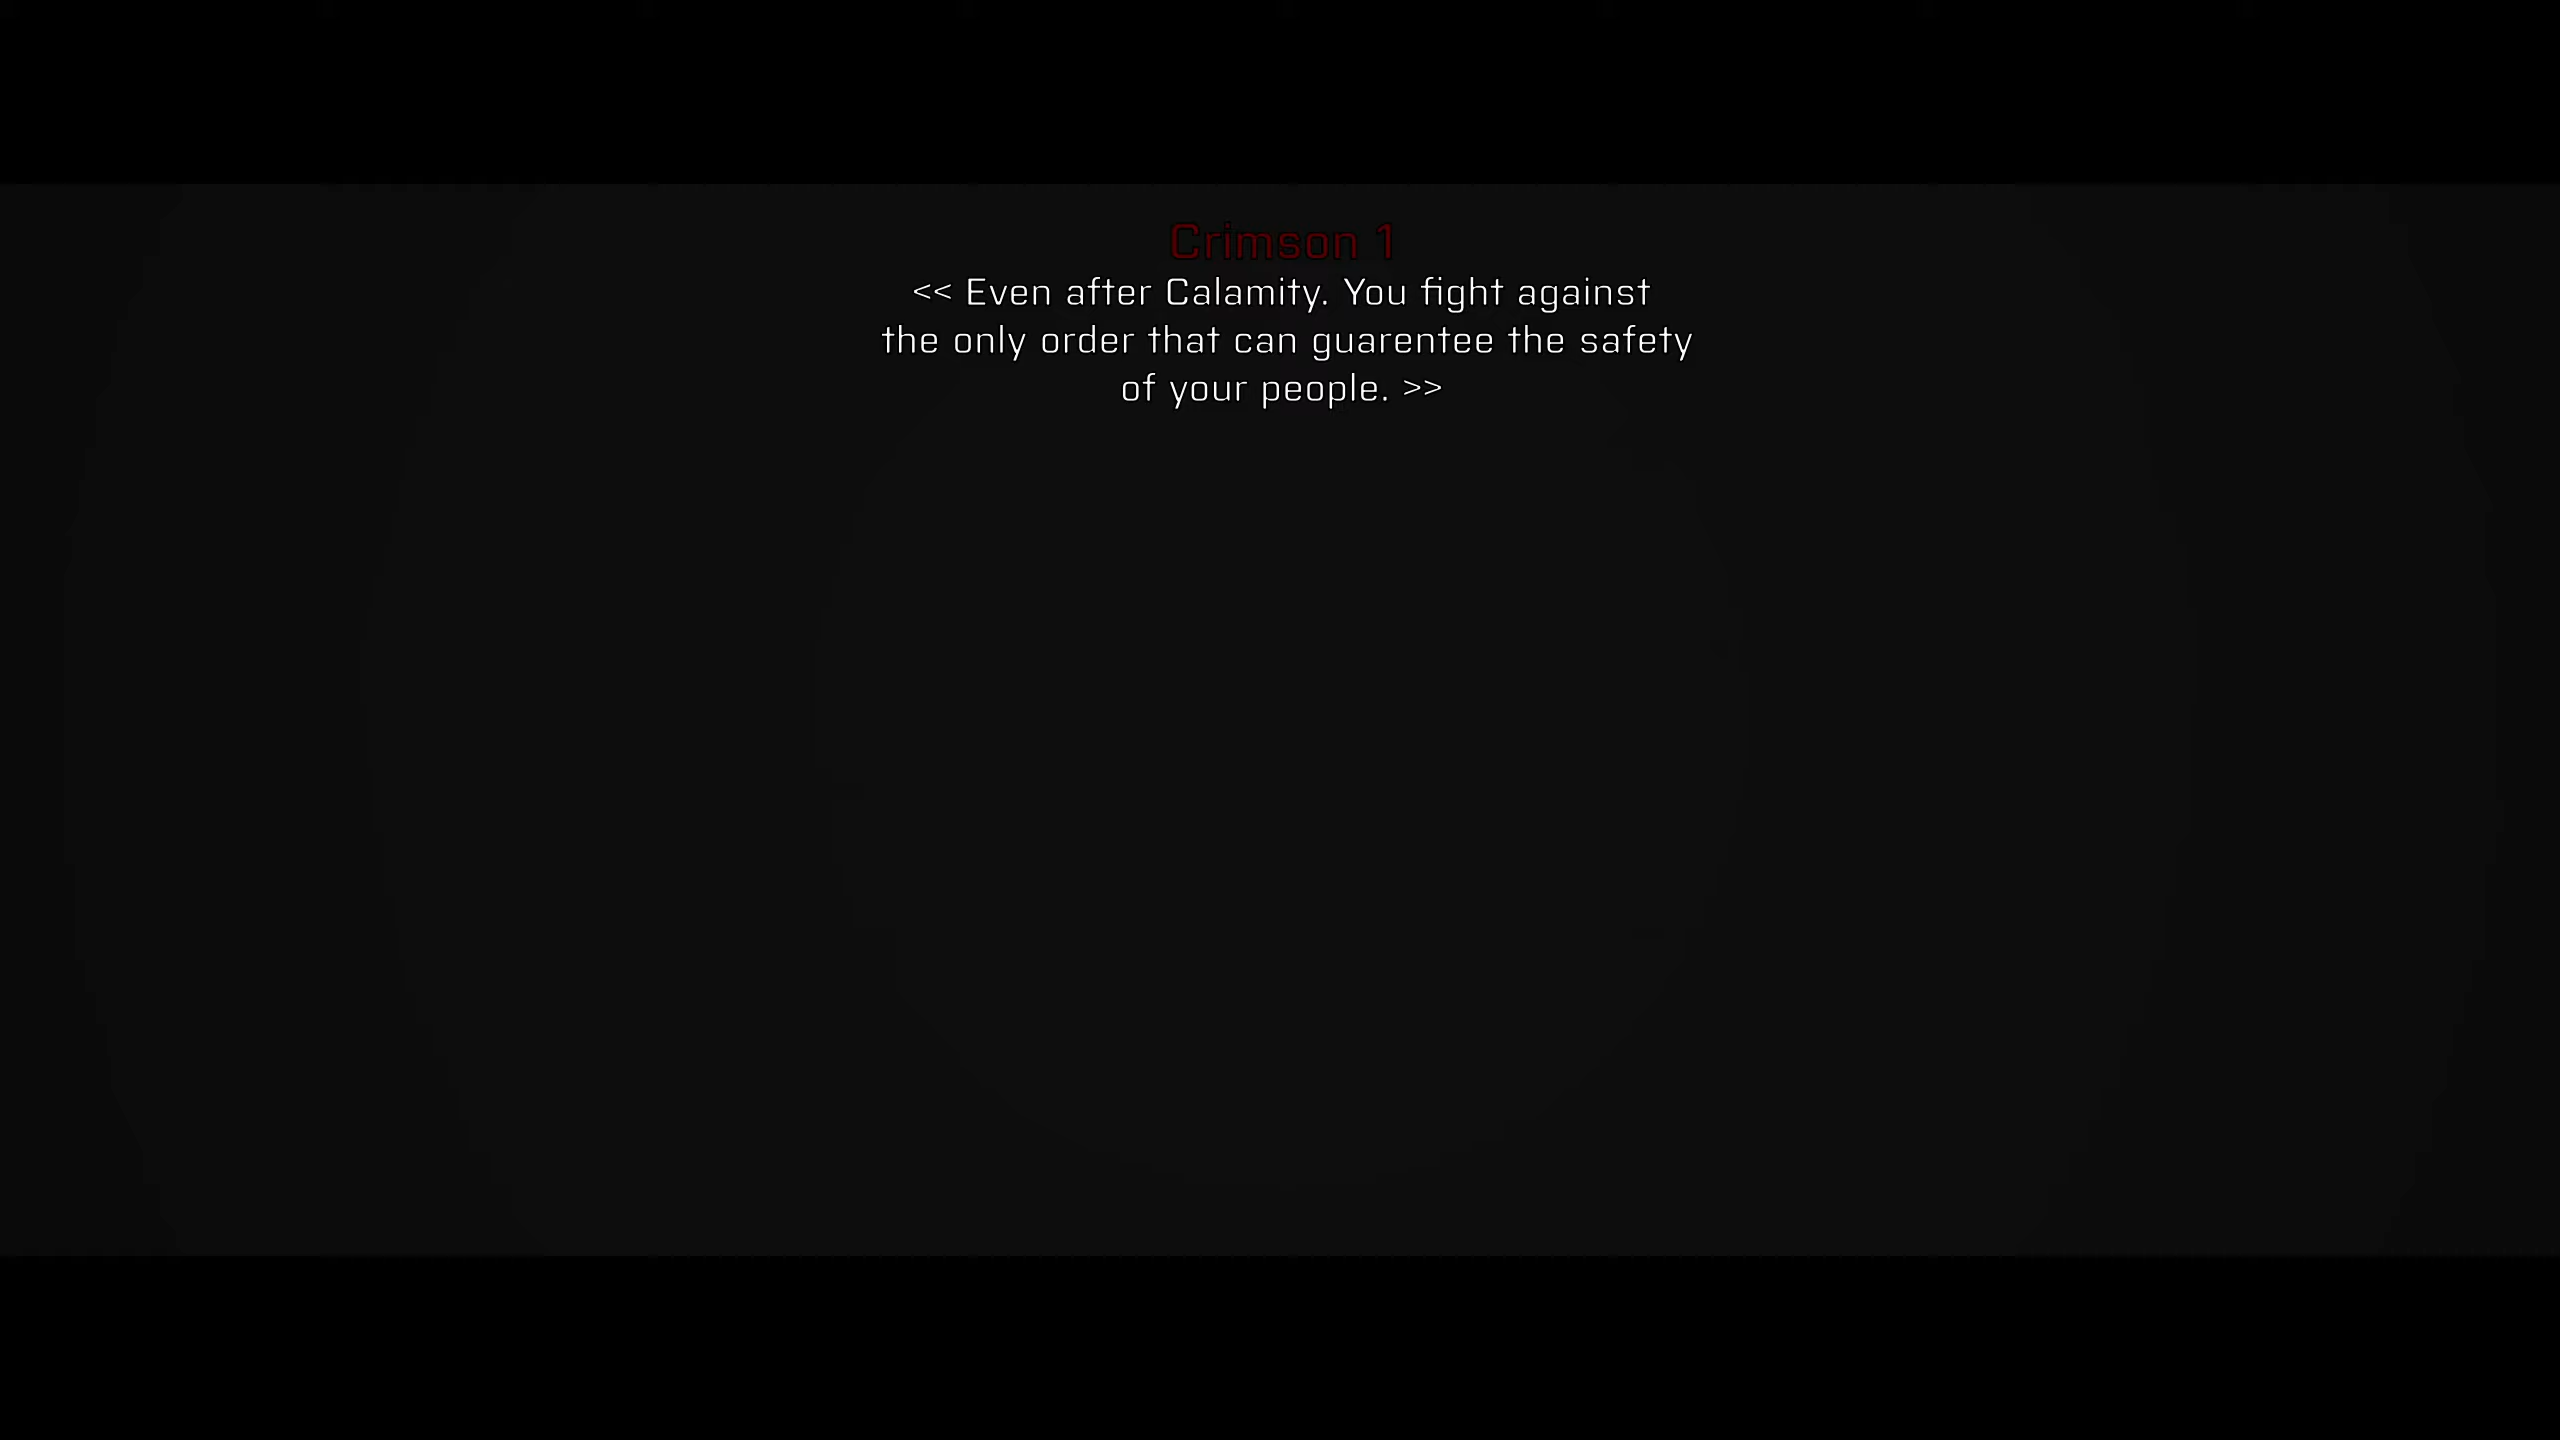 Crimson 1
<< Even after Calamity. You fight against
the only order that can guarentee the safety
of your people. >>